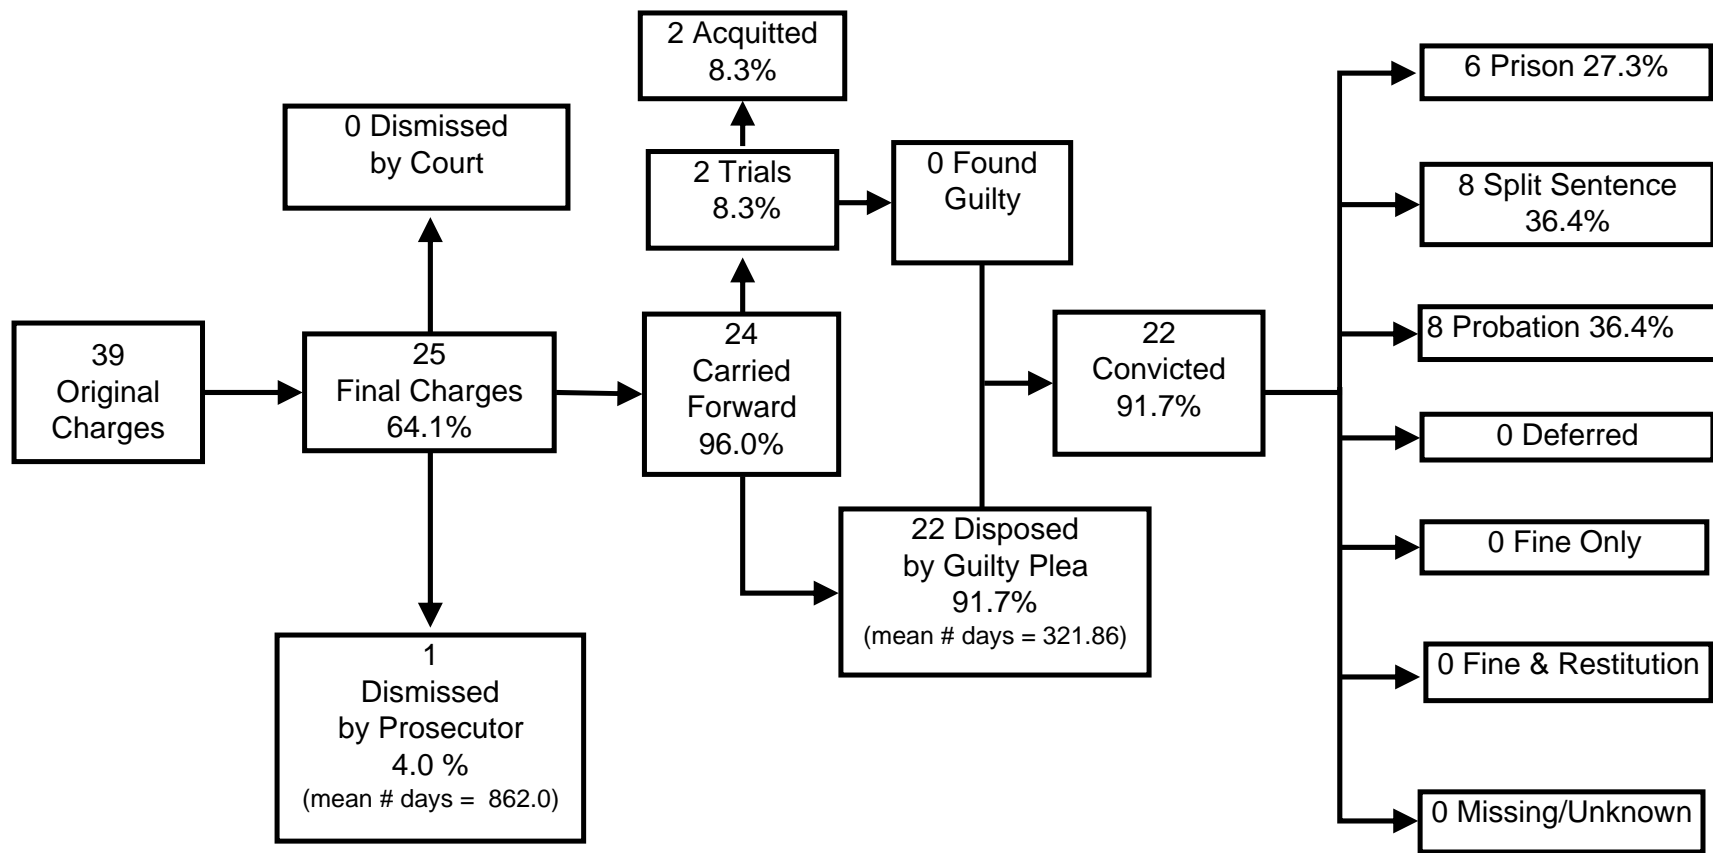 39
Original
Charges
25
Final Charges
64.1%
0 Dismissed
by Court
1
Dismissed
by Prosecutor
4.0 %
(mean # days =  862.0)
24
Carried
Forward
96.0%
2 Trials
8.3%
2 Acquitted
8.3%
0 Found
Guilty
22 Disposed
by Guilty Plea
91.7%
(mean # days = 321.86)
22
Convicted
91.7%
6 Prison 27.3%
8 Split Sentence
36.4%
8 Probation 36.4%
0 Deferred
0 Fine Only
0 Fine & Restitution
0 Missing/Unknown